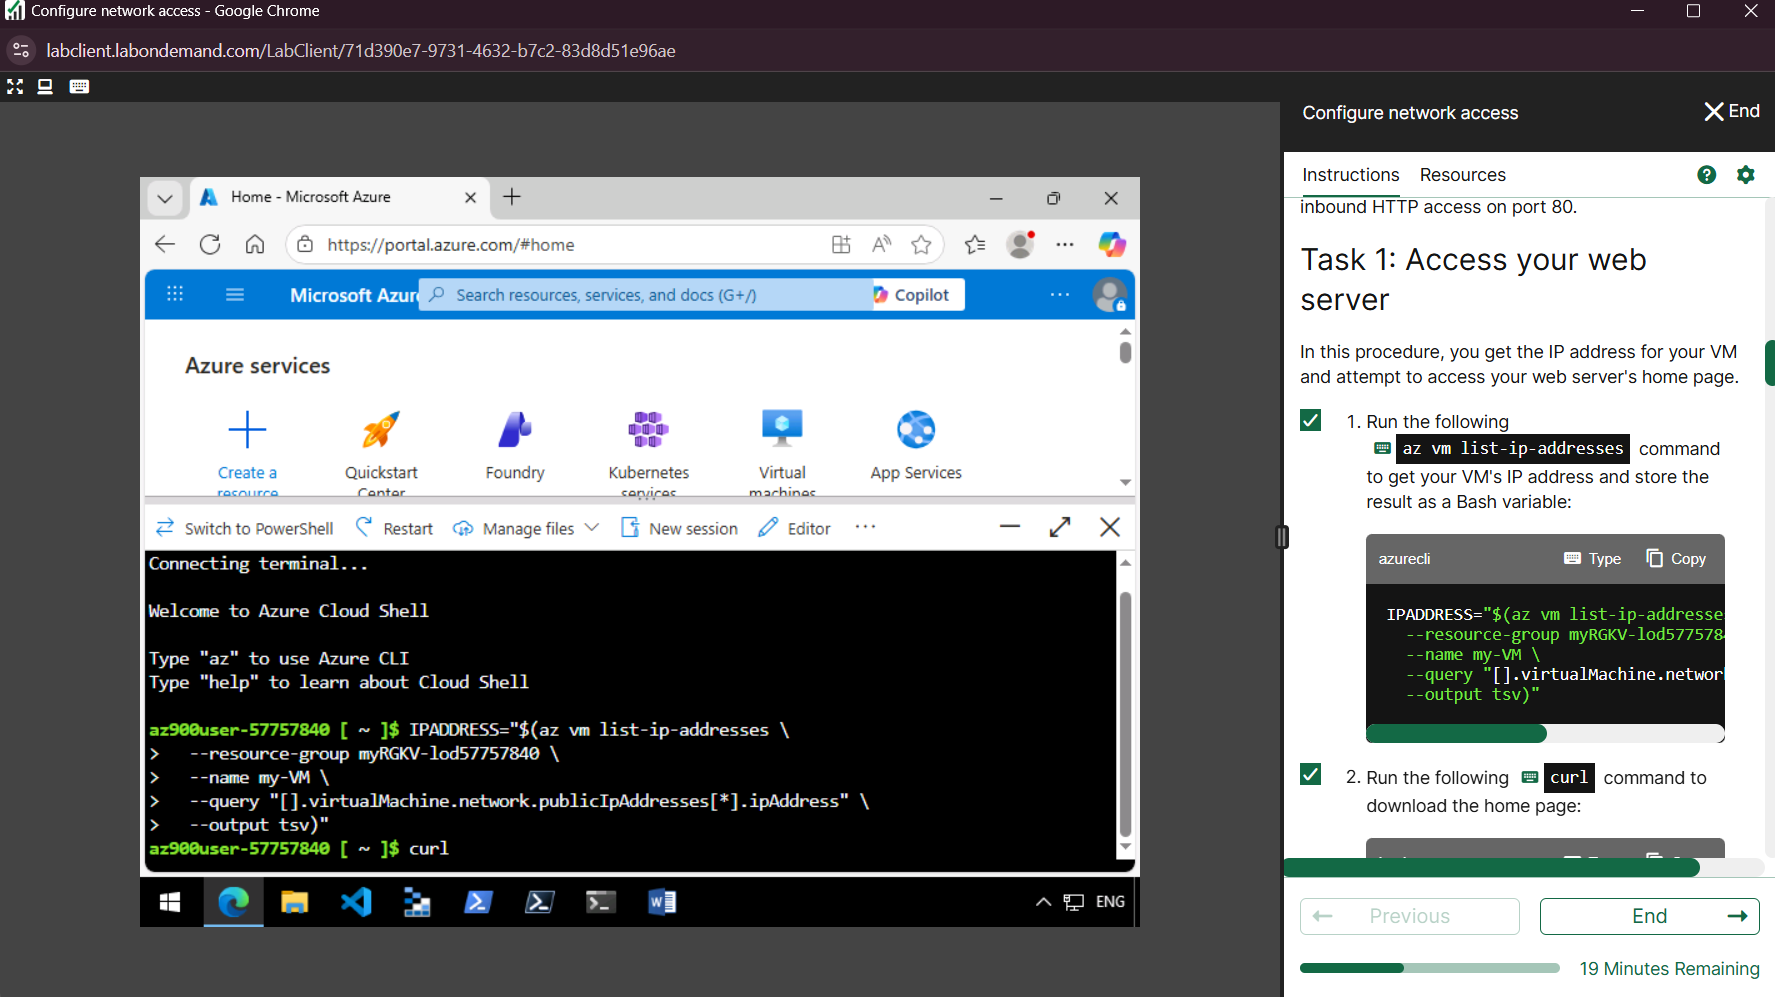 Configure network access - Google Chrome
labclient.labondemand.com/LabClient/71d390e7-9731-4632-b7c2-83d8d51e96ae
Configure network access
End
Home - Microsoft Azure
https://portal.azure.com/#home
Microsoft Azur
Search resources, services, and docs (G+/)
Copilot
Azure services
Create a
resource
Quickstart
Center
Foundry
Kubernetes
services
Virtual
machines
App Services
Switch to PowerShell
Restart
Manage files
New session
Editor
Connecting terminal...
Welcome to Azure Cloud Shell
Type "az" to use Azure CLI
Type "help" to learn about Cloud Shell
az900user-57757840 [ ~ ]$ IPADDRESS="$(az vm list-ip-addresses \
>   --resource-group myRGKV-lod57757840 \
>   --name my-VM \
>   --query "[].virtualMachine.network.publicIpAddresses[*].ipAddress" \
>   --output tsv)"
az900user-57757840 [ ~ ]$ curl
ENG
Instructions
Resources
inbound HTTP access on port 80.
Task 1: Access your web
server
In this procedure, you get the IP address for your VM
and attempt to access your web server's home page.
1. Run the following
az vm list-ip-addresses command
to get your VM's IP address and store the
result as a Bash variable:
azurecli
Type
Copy
IPADDRESS="$(az vm list-ip-addresse
--resource-group myRGKV-lod5775784
--name my-VM \
--query "[].virtualMachine.networ
--output tsv)"
2. Run the following curl command to
download the home page:
Previous
End
19 Minutes Remaining